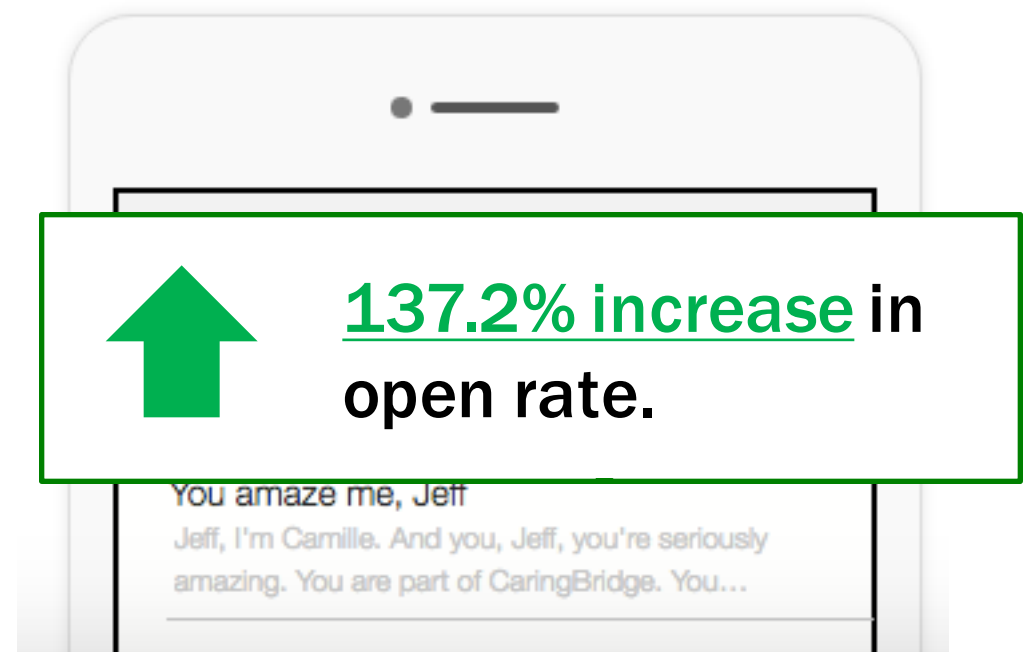 137.2% increase in
open rate.
You amaze me, Jeff
Jeff, I'm Camille. And you, Jeff, you're seriously
amazing. You are part of CaringBridge. You...